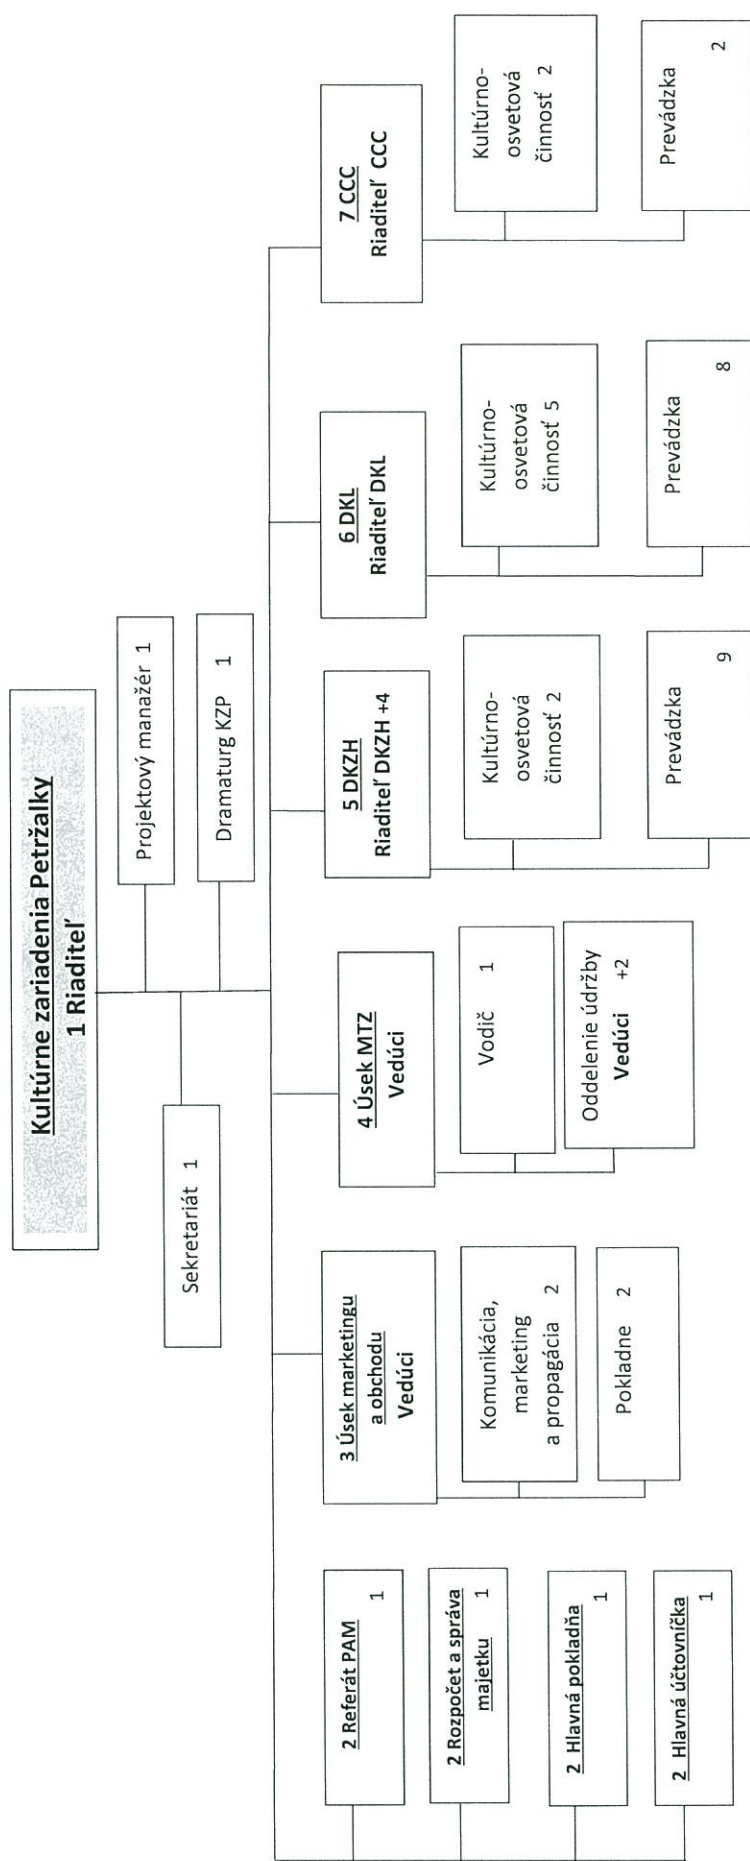 Kultúrne zariadenia Petržalky
1 Riaditeľ
Sekretariát 1
Projektový manažér 1
Dramaturg KZP 1
2 Referát PAM
1
2 Rozpočet a správa
majetku 1
2 Hlavná pokladňa
1
2 Hlavná účtovníčka
1
3 Úsek marketingu
a obchodu
Vedúci
Komunikácia,
marketing
a propagácia 2
Pokladne 2
4 Úsek MTZ
Vedúci
Vodič 1
Oddelenie údržby
Vedúci +2
5 DKZH
Riaditeľ DKZH +4
Kultúrno-
osvetová
činnosť 2
Prevádzka
9
6 DKL
Riaditeľ DKL
Kultúrno-
osvetová
činnosť 5
Prevádzka
8
7 CCC
Riaditeľ CCC
Kultúrno-
osvetová
činnosť 2
Prevádzka
2